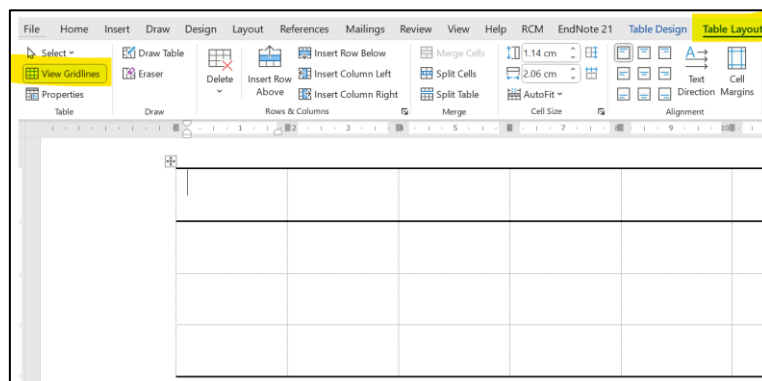 File Home Insert Draw Design Layout References Mailings Review View Help RCM EndNote 21 Table Design Table Layout
Select
View Gridlines
Properties
Table
Draw Table
Eraser
Draw
Delete
Insert Row
Above
Insert Row Below
Insert Column Left
Insert Column Right
Rows & Columns
Merge Cells
Split Cells
Split Table
Merge
1.14 cm
2.06 cm
AutoFit
Cell Size
Text
Direction
Cell
Margins
Alignment
1 2 3 5 7 8 9 10